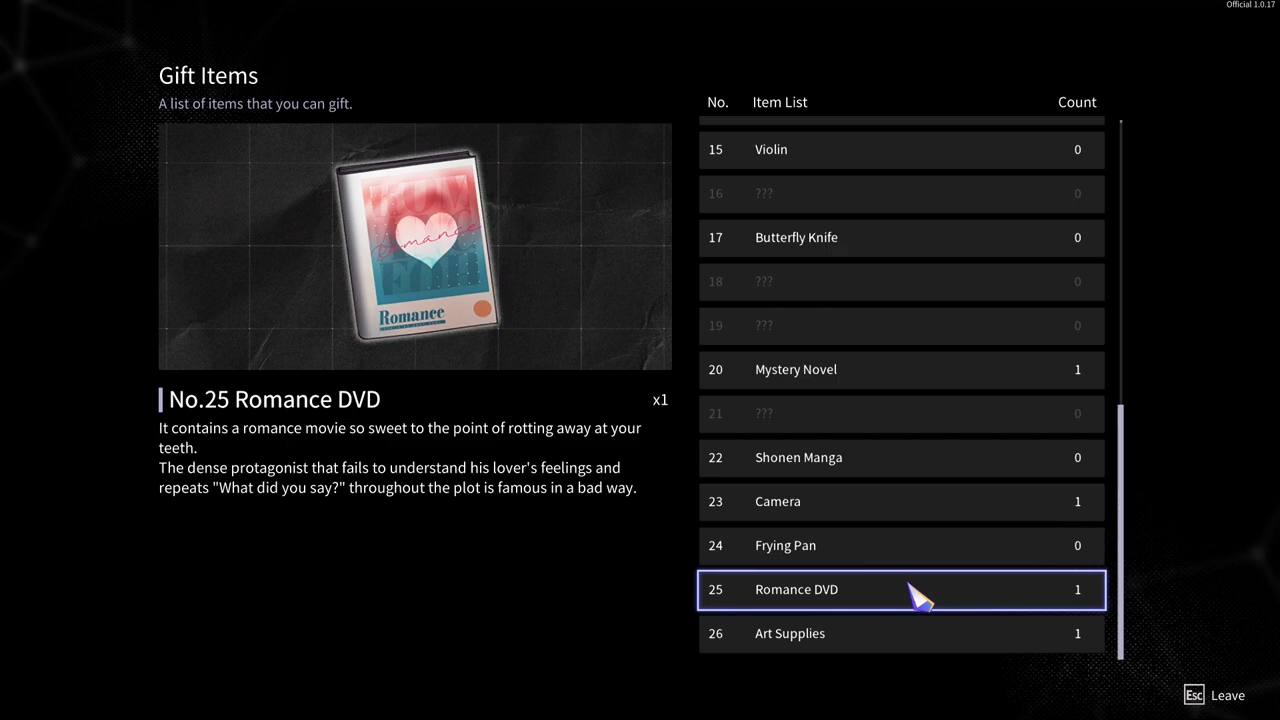 Official 1.0.17
Gift Items
A list of items that you can gift.
No. Item List Count
15 Violin 0
16 ??? 0
17 Butterfly Knife 0
18 ??? 0
19 ??? 0
20 Mystery Novel 1
21 ??? 0
22 Shonen Manga 0
23 Camera 1
24 Frying Pan 0
25 Romance DVD 1
26 Art Supplies 1
Romance
Romance
No.25 Romance DVD x1
It contains a romance movie so sweet to the point of rotting away at your
teeth.
The dense protagonist that fails to understand his lover's feelings and
repeats "What did you say?" throughout the plot is famous in a bad way.
Esc Leave